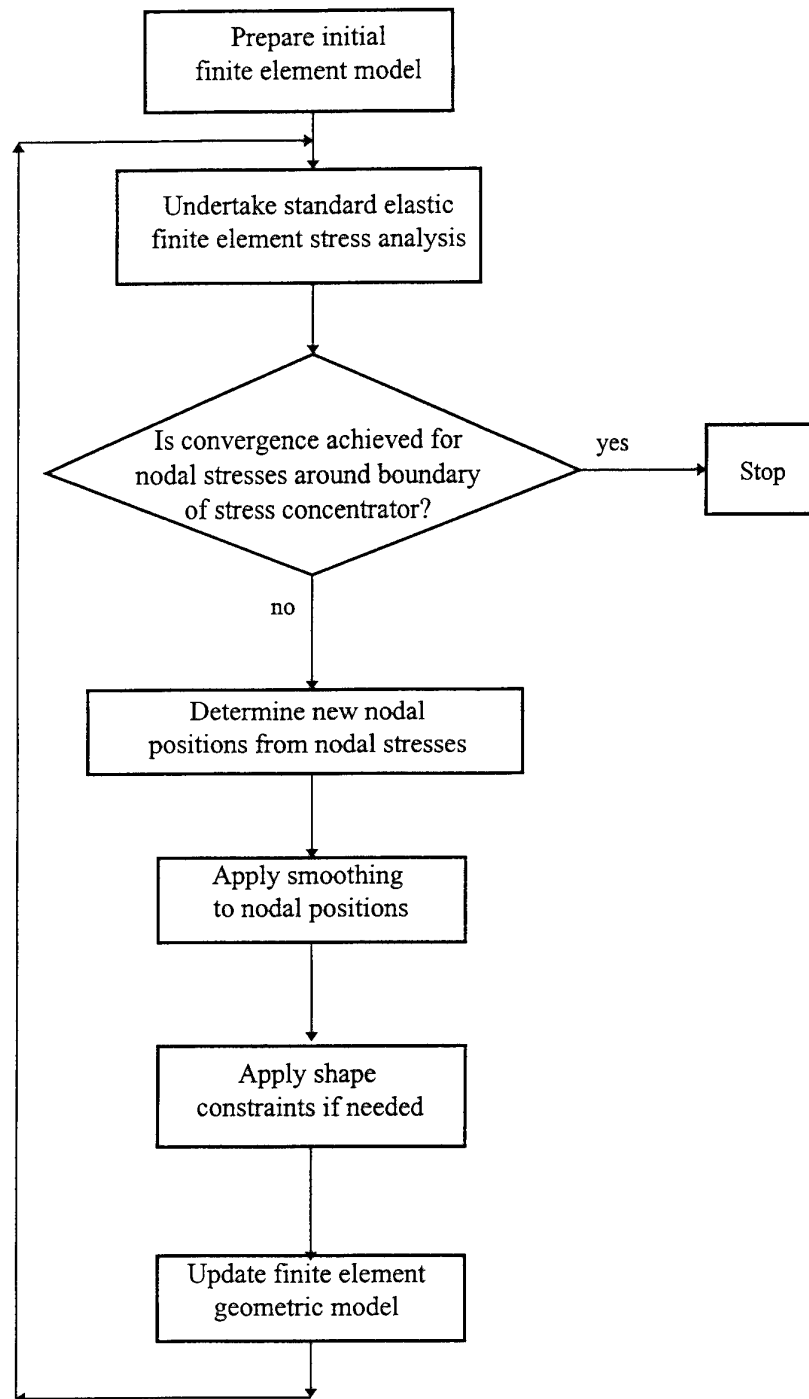 Prepare initial
finite element model
Undertake standard elastic
finite element stress analysis
Is convergence achieved for
nodal stresses around boundary
of stress concentrator?
yes
Stop
no
Determine new nodal
positions from nodal stresses
Apply smoothing
to nodal positions
Apply shape
constraints if needed
Update finite element
geometric model